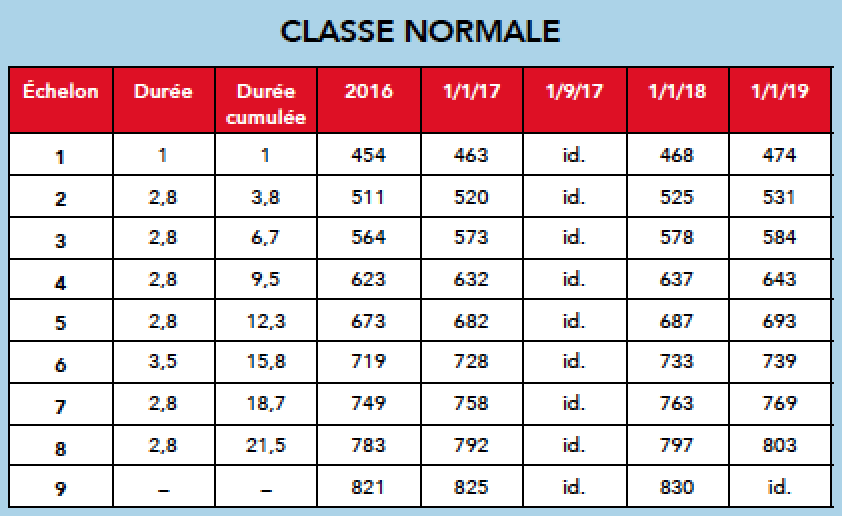 CLASSE NORMALE
Échelon Durée Durée cumulée 2016 1/1/17 1/9/17 1/1/18 1/1/19
1 1 1 454 463 id. 468 474
2 2,8 3,8 511 520 id. 525 531
3 2,8 6,7 564 573 id. 578 584
4 2,8 9,5 623 632 id. 637 643
5 2,8 12,3 673 682 id. 687 693
6 3,5 15,8 719 728 id. 733 739
7 2,8 18,7 749 758 id. 763 769
8 2,8 21,5 783 792 id. 797 803
9 – – 821 825 id. 830 id.